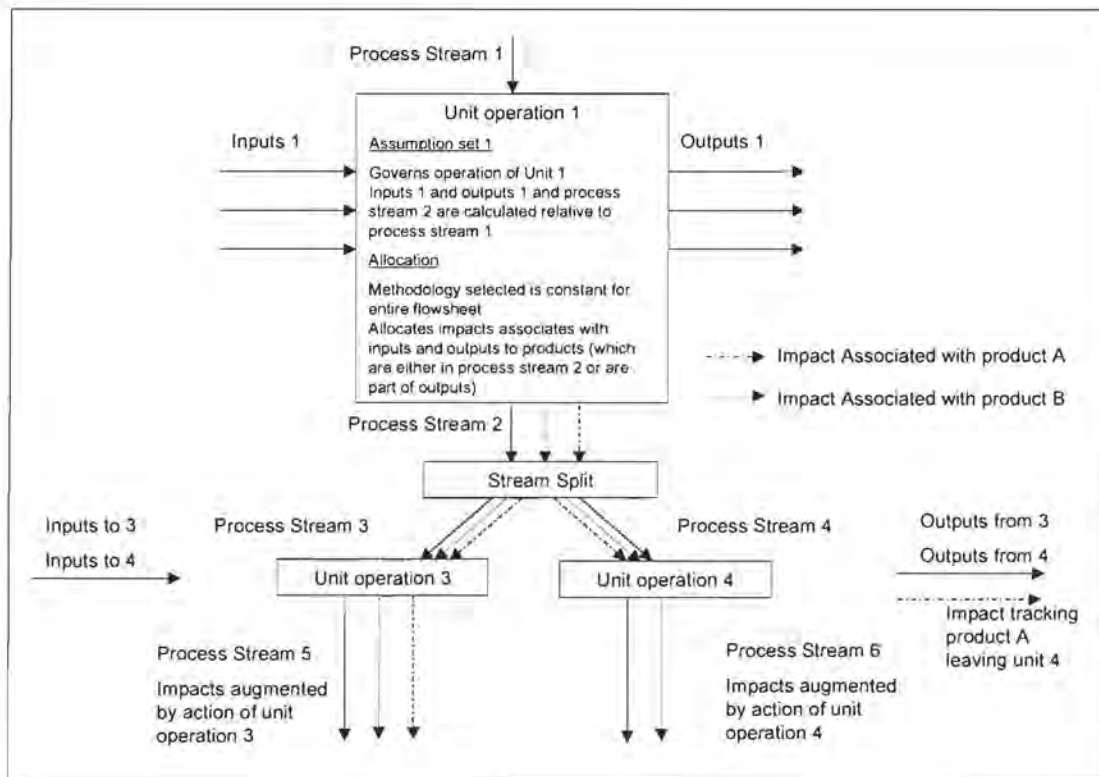 Process Stream 1
Unit operation 1
Inputs 1
Assumption set 1
Outputs 1
Governs operation of Unit 1
Inputs 1 and outputs 1 and process
stream 2 are calculated relative to
process stream 1
Allocation
Methodology selected is constant for
entire flowsheet
Allocates impacts associates with
inputs and outputs to products (which
are either in process stream 2 or are
part of outputs)
Impact Associated with product A
Impact Associated with product B
Process Stream 2
Stream Split
Inputs to 3
Inputs to 4
Process Stream 3
Process Stream 4
Outputs from 3
Outputs from 4
Unit operation 3
Unit operation 4
Impact tracking
product A
leaving unit 4
Process Stream 5
Impacts augmented
by action of unit
operation 3
Process Stream 6
Impacts augmented
by action of unit
operation 4